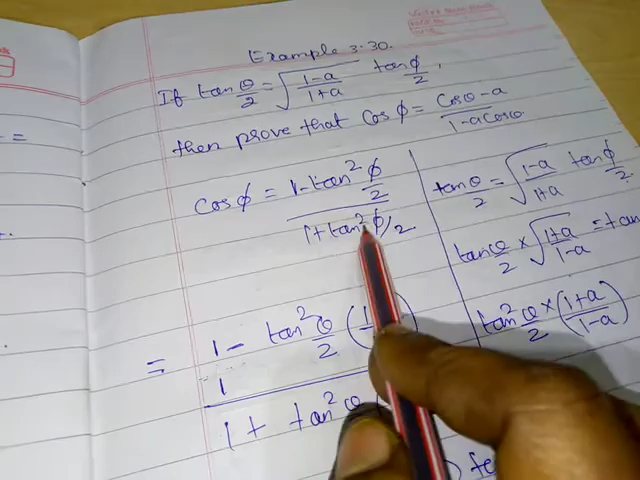 Example 3.30.
If tan θ/2 = √(1-a)/(1+a) tan ϕ/2,
then prove that cos ϕ = (cos θ - a)/(1 - a cos θ)
cos ϕ = (1 - tan² ϕ/2)/(1 + tan² ϕ/2)
= (1 - tan² θ/2 (1
1
1 + tan² θ
tan θ/2 = √(1-a)/(1+a) tan ϕ/2
tan θ/2 × √(1+a)/(1-a) = tan
tan² θ/2 × (1+a)/(1-a)